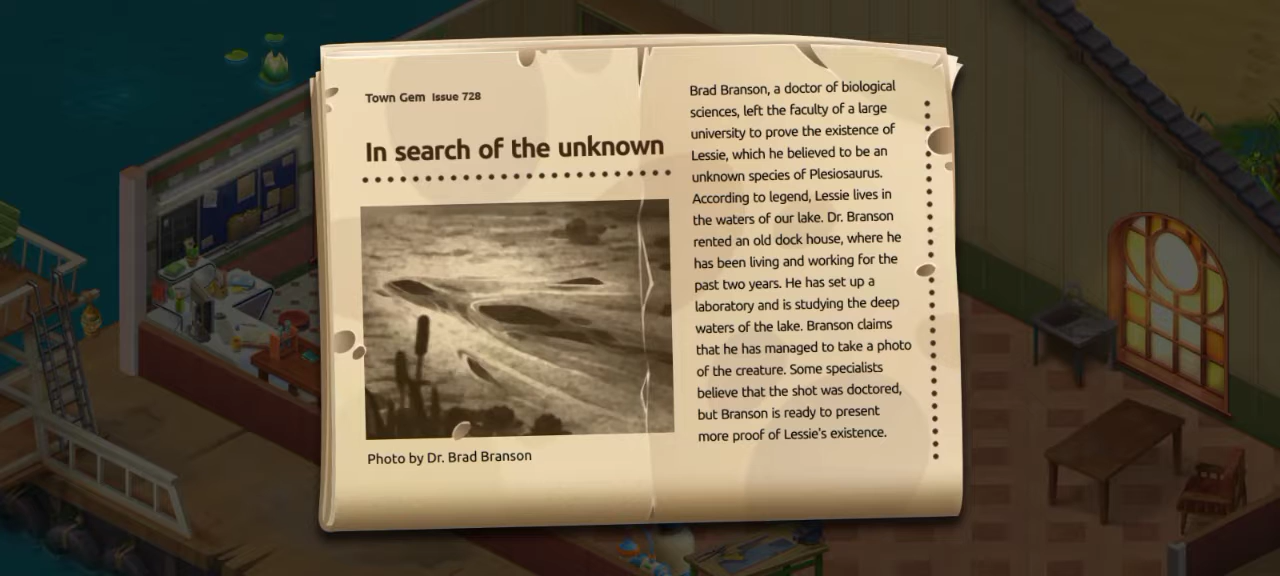 Town Gem Issue 728
In search of the unknown
Photo by Dr. Brad Branson
Brad Branson, a doctor of biological
sciences, left the faculty of a large
university to prove the existence of
Lessie, which he believed to be an
unknown species of Plesiosaurus.
According to legend, Lessie lives in
the waters of our lake. Dr. Branson
rented an old dock house, where he
has been living and working for the
past two years. He has set up a
laboratory and is studying the deep
waters of the lake. Branson claims
that he has managed to take a photo
of the creature. Some specialists
believe that the shot was doctored,
but Branson is ready to present
more proof of Lessie's existence.